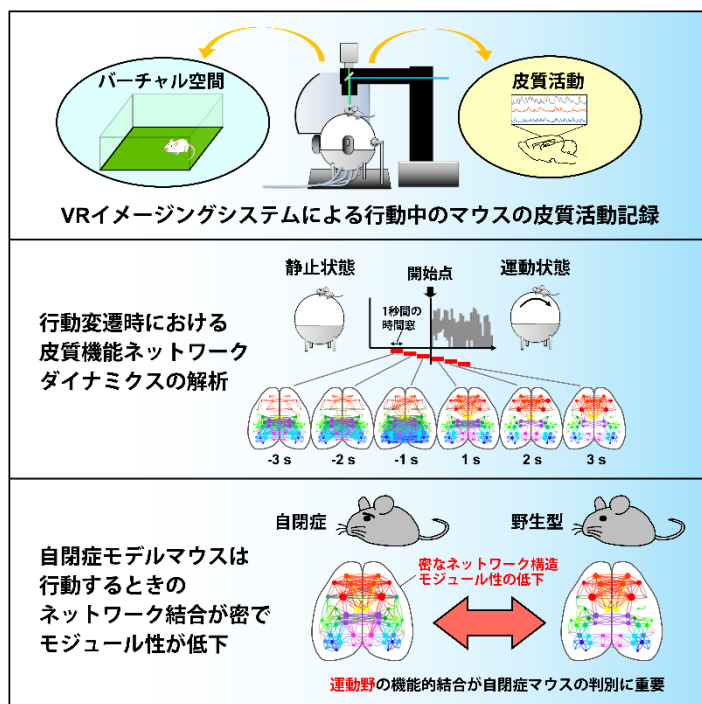 バーチャル空間
皮質活動
VRイメージングシステムによる行動中のマウスの皮質活動記録
静止状態
開始点
運動状態
1秒間の
時間窓
行動変遷時における
皮質機能ネットワーク
ダイナミクスの解析
-3 s
-2 s
-1 s
1 s
2 s
3 s
自閉症
野生型
自閉症モデルマウスは
行動するときの
ネットワーク結合が密で
モジュール性が低下
密なネットワーク構造
モジュール性の低下
運動野の機能的結合が自閉症マウスの判別に重要